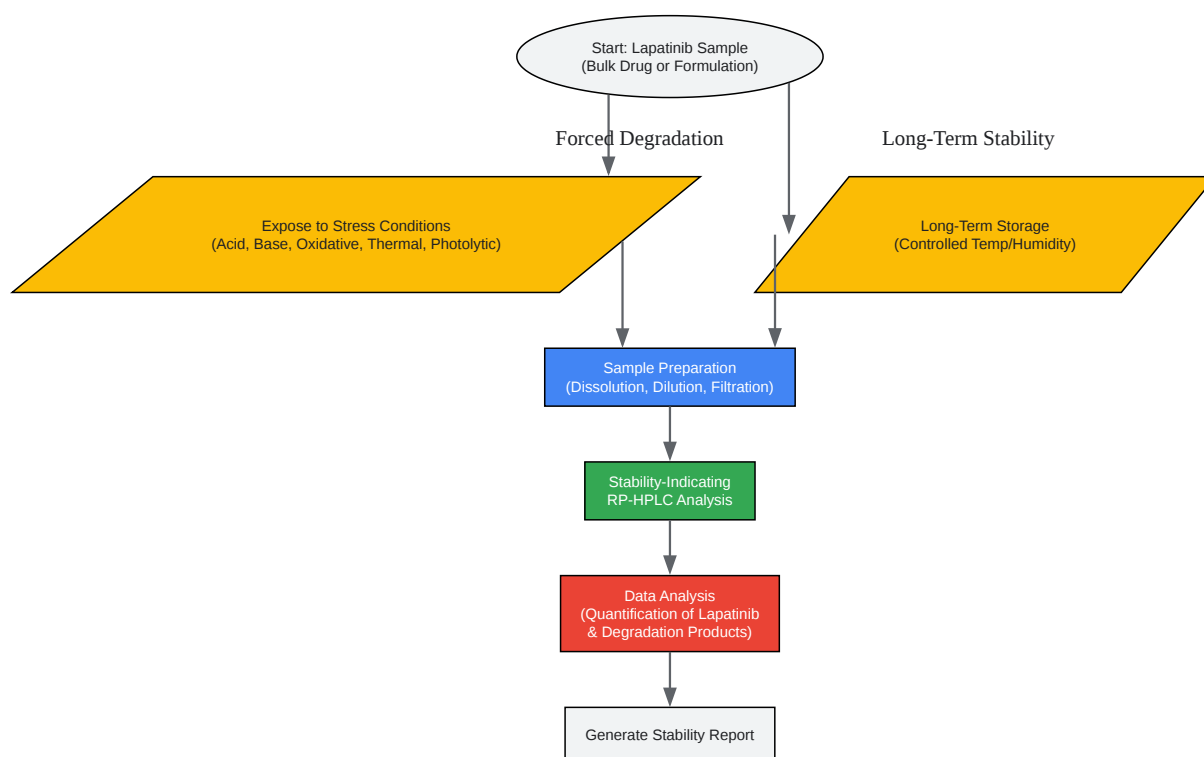 Start: Lapatinib Sample
(Bulk Drug or Formulation)
Forced Degradation
Long-Term Stability
Expose to Stress Conditions
(Acid, Base, Oxidative, Thermal, Photolytic)
Long-Term Storage
(Controlled Temp/Humidity)
Sample Preparation
(Dissolution, Dilution, Filtration)
Stability-Indicating
RP-HPLC Analysis
Data Analysis
(Quantification of Lapatinib
& Degradation Products)
Generate Stability Report